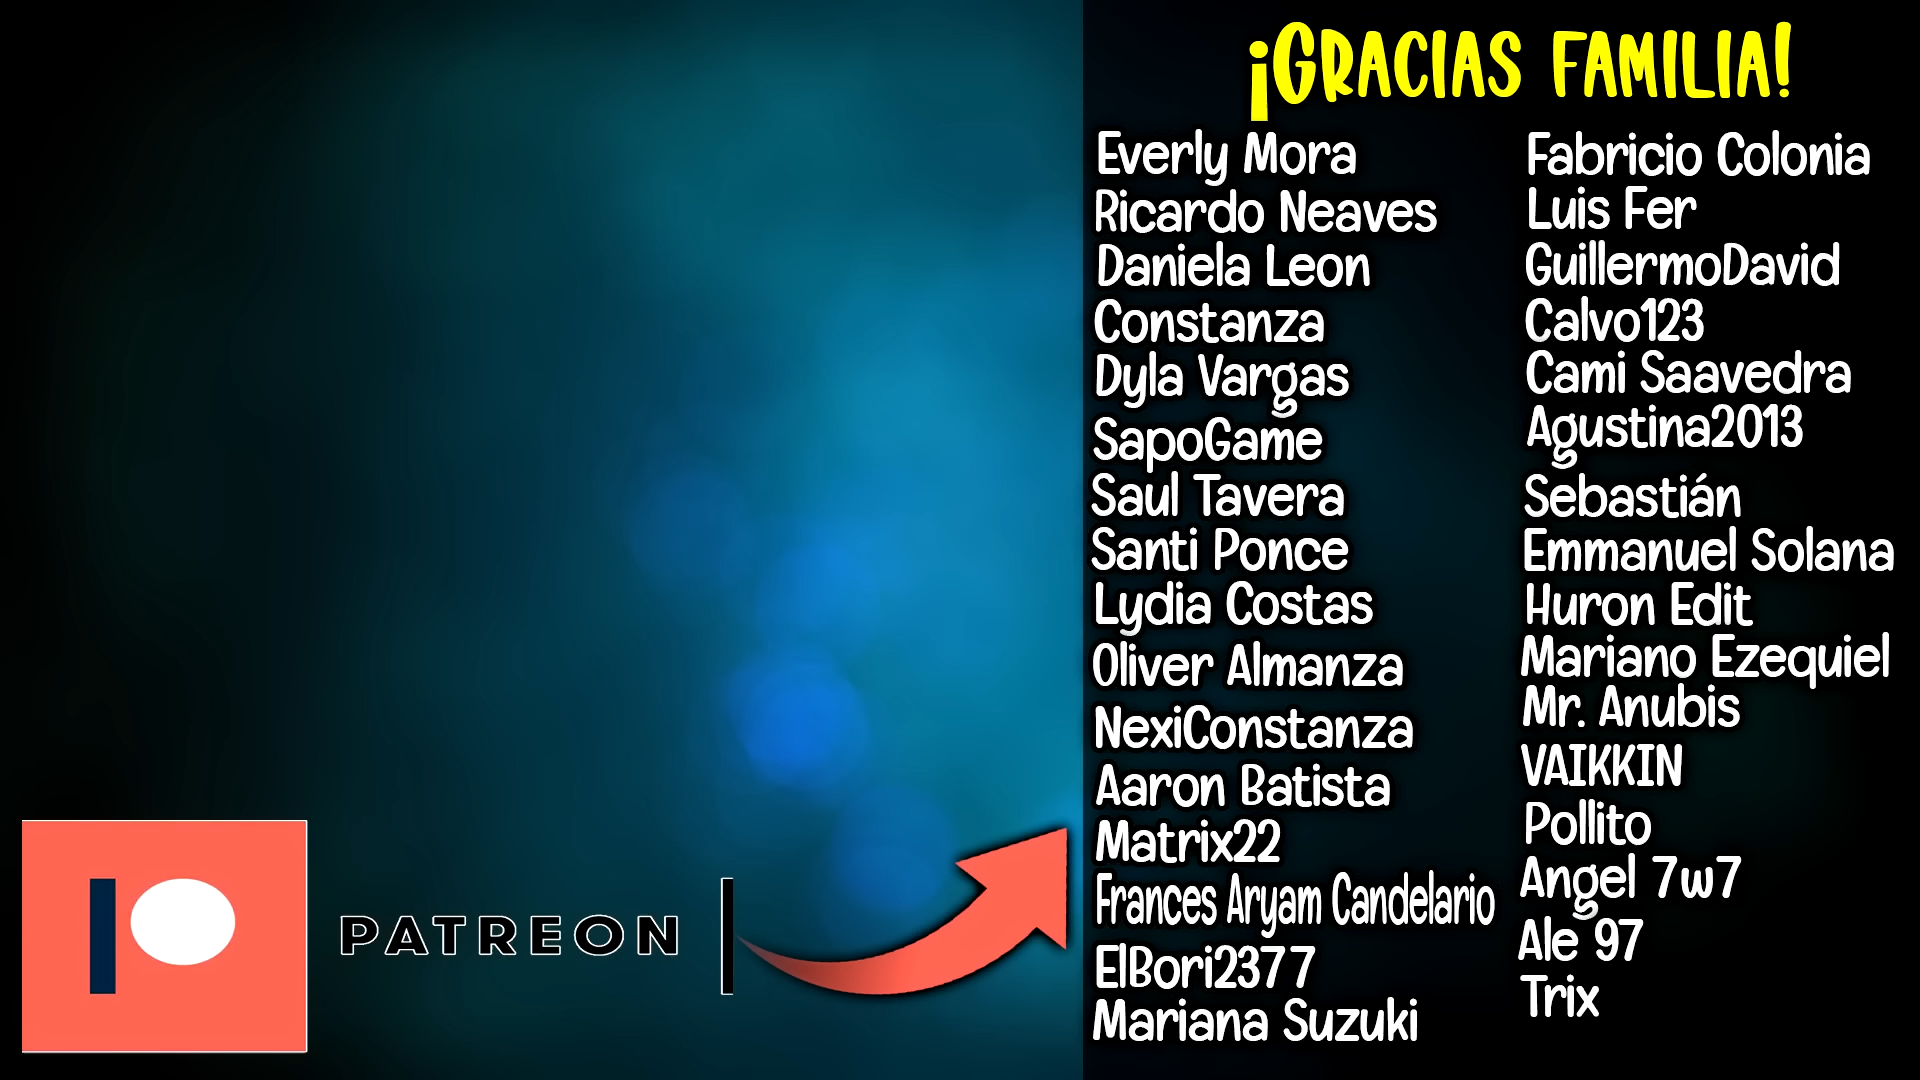 ¡GRACIAS FAMILIA!
Everly Mora
Ricardo Neaves
Daniela Leon
Constanza
Dyla Vargas
SapoGame
Saul Tavera
Santi Ponce
Lydia Costas
Oliver Almanza
NexiConstanza
Aaron Batista
Matrix22
Frances Aryam Candelario
ElBori2377
Mariana Suzuki
Fabricio Colonia
Luis Fer
GuillermoDavid
Calvo123
Cami Saavedra
Agustina2013
Sebastián
Emmanuel Solana
Huron Edit
Mariano Ezequiel
Mr. Anubis
VAIKKIN
Pollito
Angel 7w7
Ale 97
Trix
PATREON